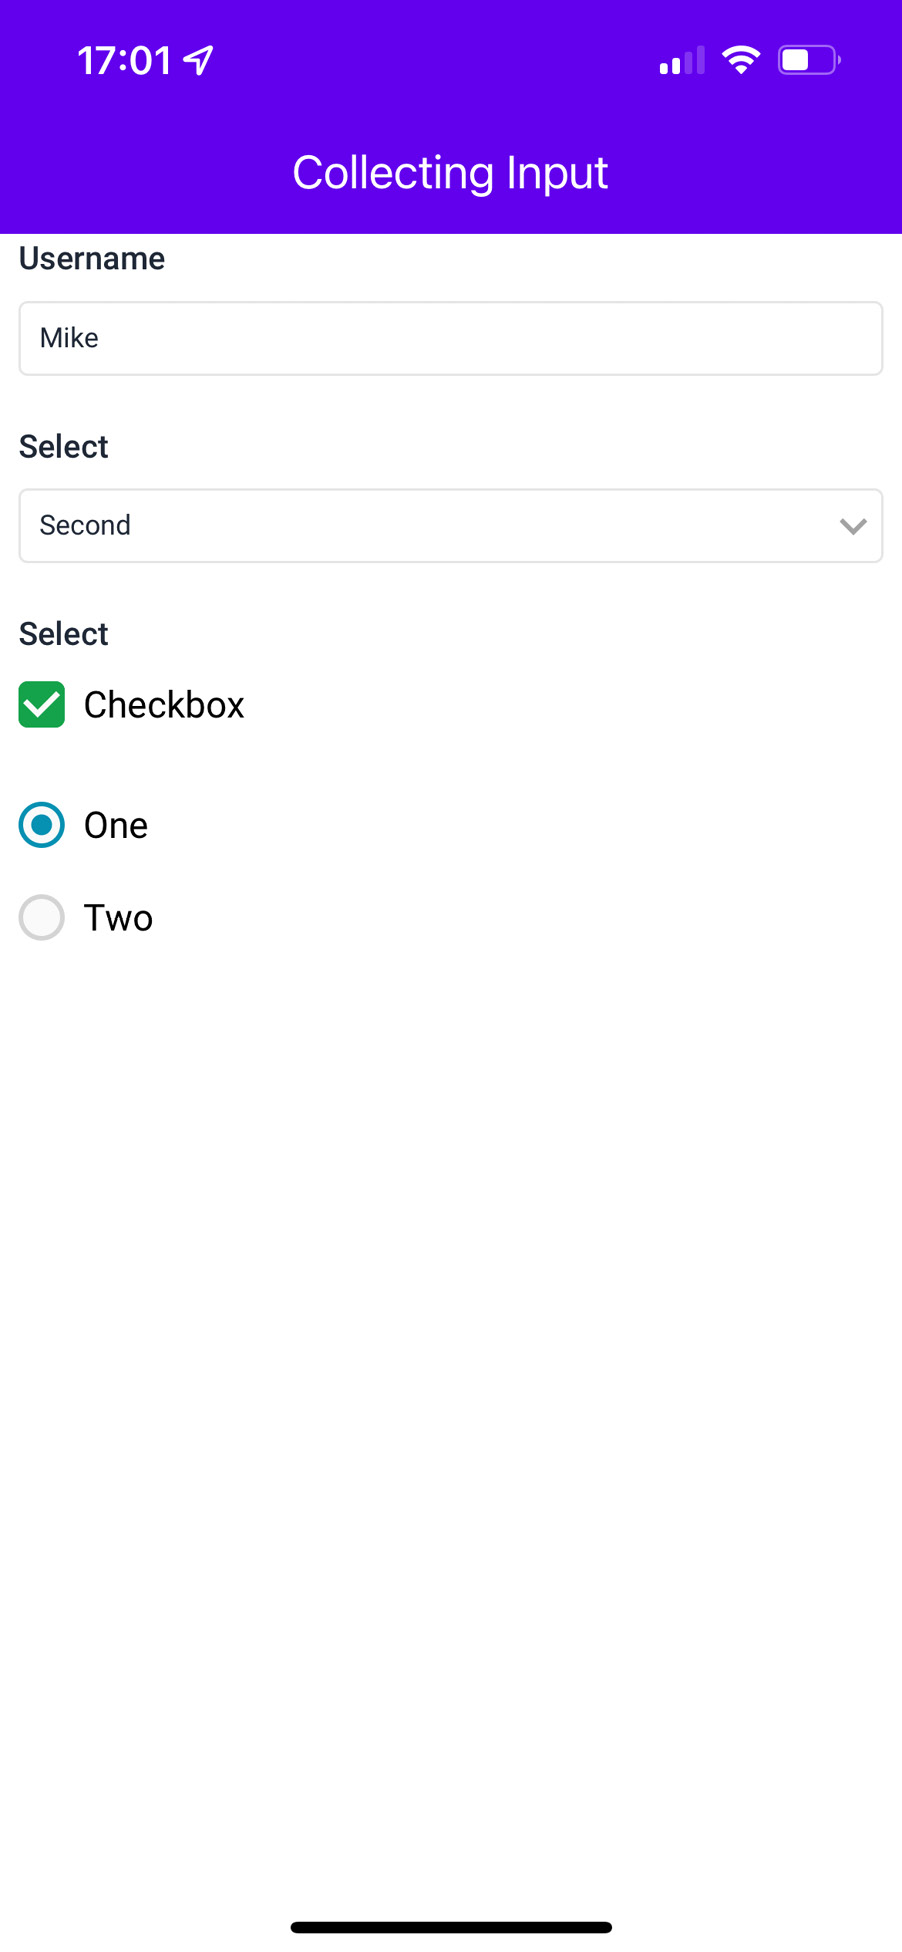 17:01
Collecting Input
Username
Mike
Select
Second
Select
Checkbox
One
Two